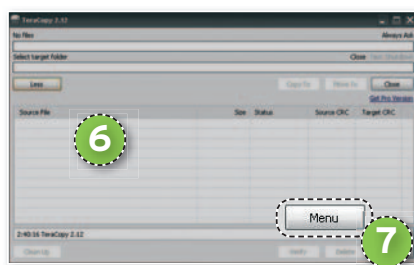 TeraCopy 2.12
No files Always Ask
Select target folder Close
Less Copy to Move to Close
Get Pro Version
Source File Size Status Source CRC Target CRC
6
Menu
2:40:56 TeraCopy 2.12
7
Clean Up Verify Delete